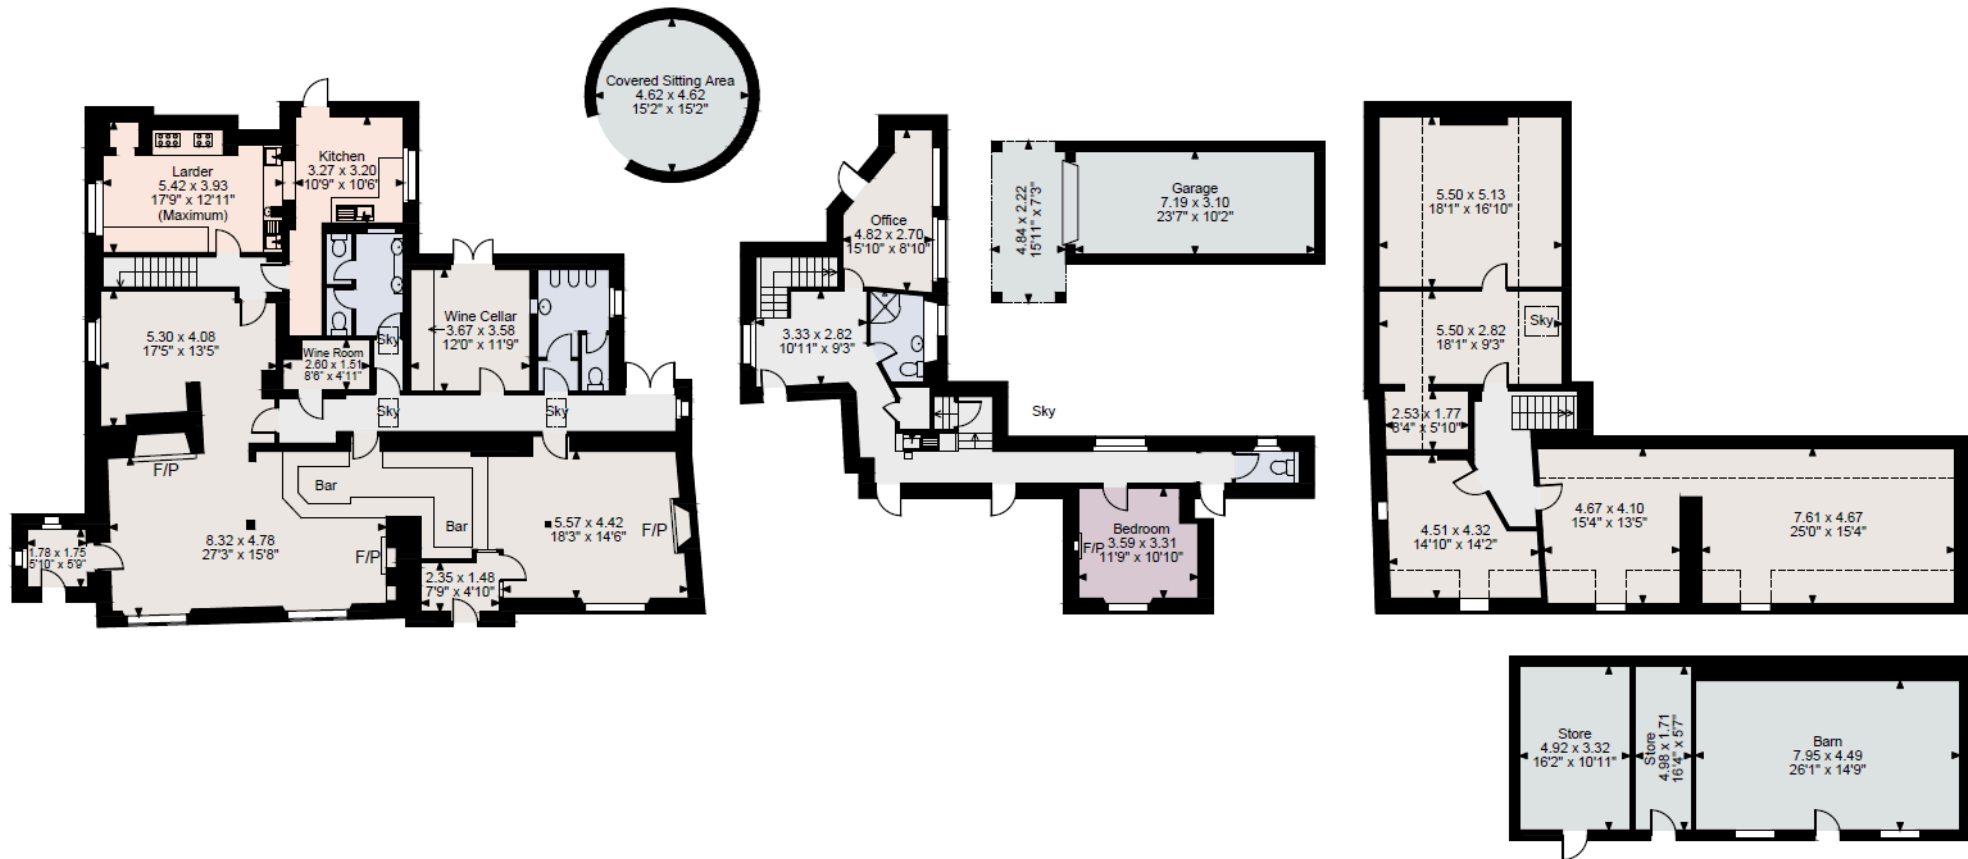 Covered Sitting Area
4.62 x 4.62
15'2" x 15'2"
Larder
5.42 x 3.93
17'9" x 12'11"
(Maximum)
Kitchen
3.27 x 3.20
10'9" x 10'6"
5.30 x 4.08
17'5" x 13'5"
Wine Room
2.60 x 1.51
8'6" x 4'11"
Sky
Wine Cellar
3.67 x 3.58
12'0" x 11'9"
Sky
Sky
F/P
Bar
Bar
8.32 x 4.78
27'3" x 15'8"
F/P
1.78 x 1.75
5'10" x 5'9"
2.35 x 1.48
7'9" x 4'10"
5.57 x 4.42
18'3" x 14'6"
F/P
Office
4.82 x 2.70
15'10" x 8'10"
3.33 x 2.82
10'11" x 9'3"
Sky
Bedroom
3.59 x 3.31
11'9" x 10'10"
F/P
4.84 x 2.22
15'11" x 7'3"
Garage
7.19 x 3.10
23'7" x 10'2"
5.50 x 5.13
18'1" x 16'10"
5.50 x 2.82
18'1" x 9'3"
Sky
2.53 x 1.77
8'4" x 5'10"
4.51 x 4.32
14'10" x 14'2"
4.67 x 4.10
15'4" x 13'5"
7.61 x 4.67
25'0" x 15'4"
Store
4.92 x 3.32
16'2" x 10'11"
Store
4.98 x 1.71
16'4" x 5'7"
Barn
7.95 x 4.49
26'1" x 14'9"